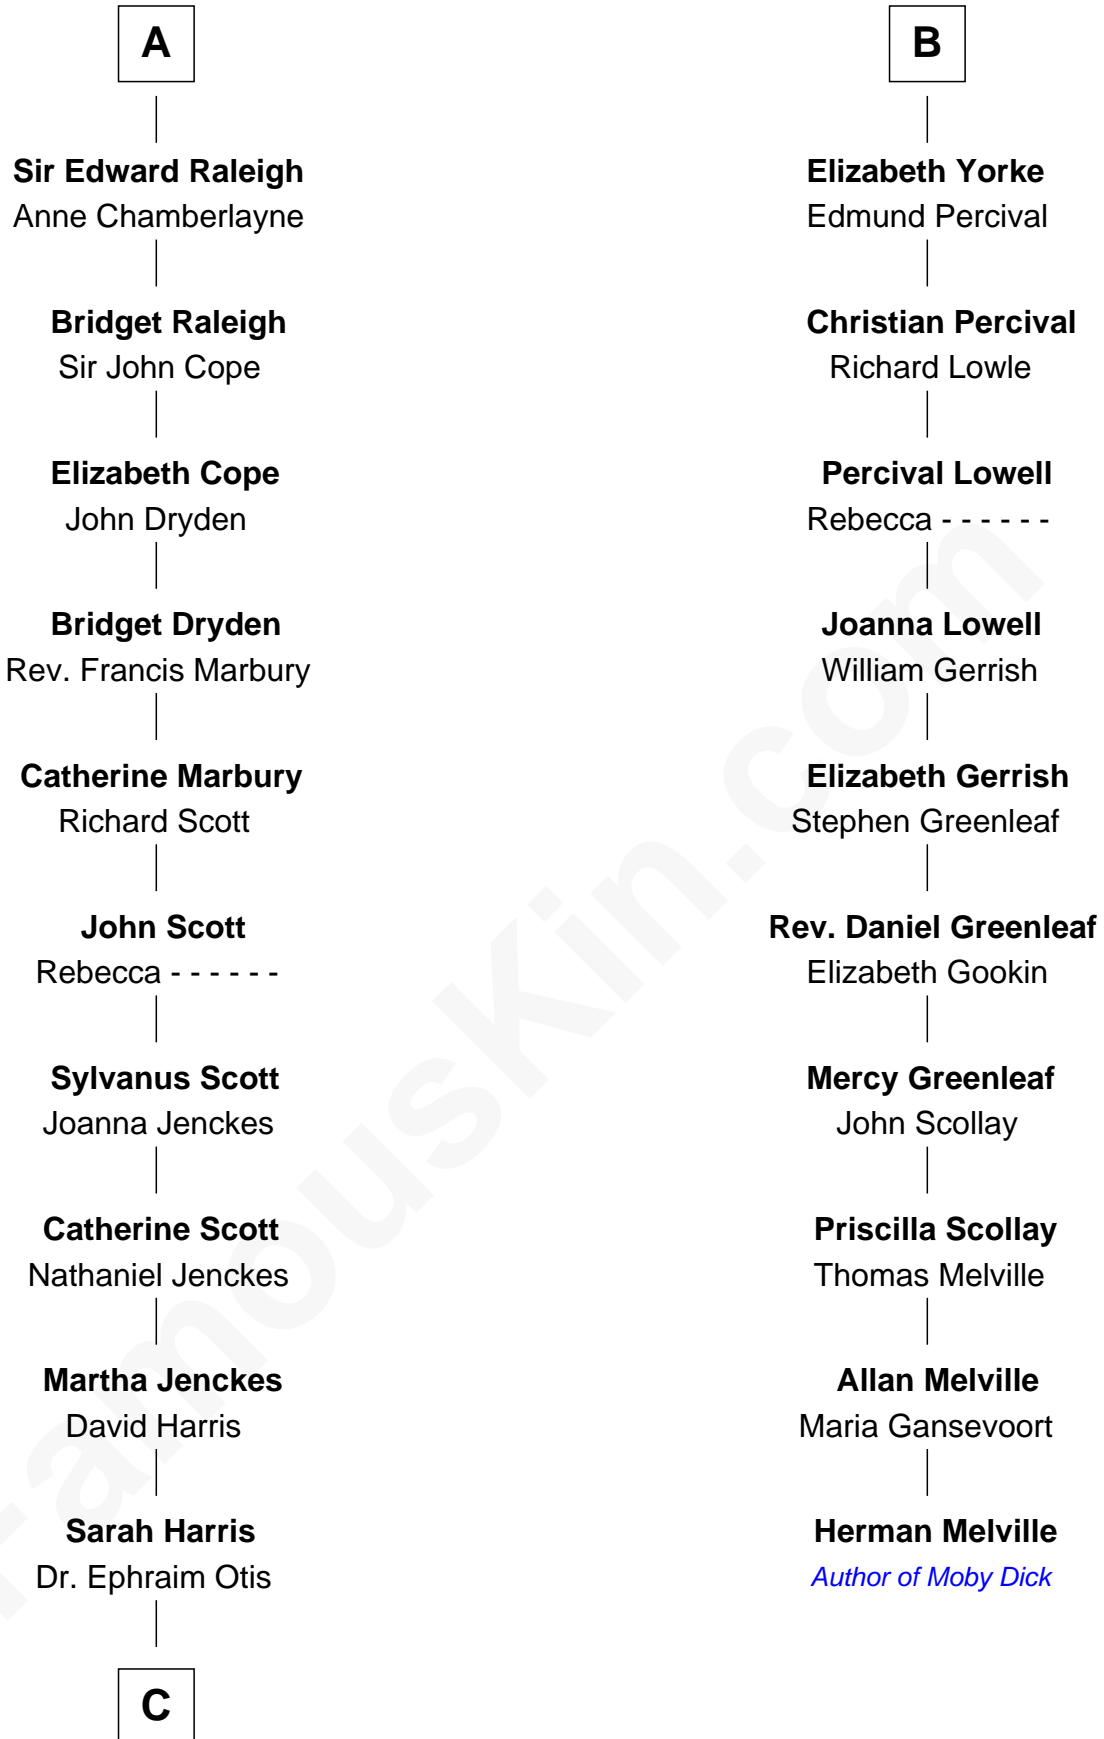 A
Sir Edward Raleigh
Anne Chamberlayne
Bridget Raleigh
Sir John Cope
Elizabeth Cope
John Dryden
Bridget Dryden
Rev. Francis Marbury
Catherine Marbury
Richard Scott
John Scott
Rebecca - - - - - -
Sylvanus Scott
Joanna Jenckes
Catherine Scott
Nathaniel Jenckes
Martha Jenckes
David Harris
Sarah Harris
Dr. Ephraim Otis
C
B
Elizabeth Yorke
Edmund Percival
Christian Percival
Richard Lowle
Percival Lowell
Rebecca - - - - - -
Joanna Lowell
William Gerrish
Elizabeth Gerrish
Stephen Greenleaf
Rev. Daniel Greenleaf
Elizabeth Gookin
Mercy Greenleaf
John Scollay
Priscilla Scollay
Thomas Melville
Allan Melville
Maria Gansevoort
Herman Melville
Author of Moby Dick
FamousKin.com